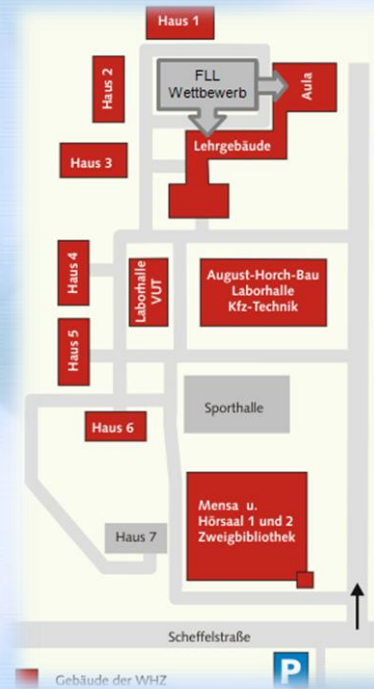 Haus 1
FLL
Wettbewerb
Haus 2
Aula
Lehrgebäude
Haus 3
Haus 4
Laborhalle
VUT
August-Horch-Bau
Laborhalle
Kfz-Technik
Haus 5
Sporthalle
Haus 6
Mensa u.
Hörsaal 1 und 2
Zweigbibliothek
Haus 7
Scheffelstraße
P
Gebäude der WHZ